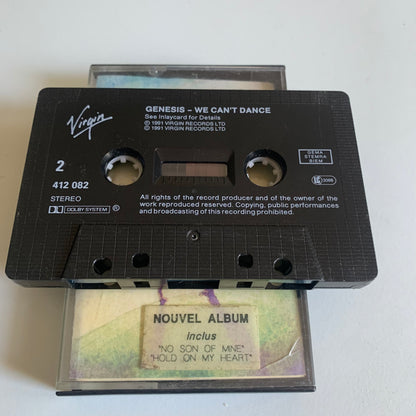 GENESIS – WE CAN'T DANCE
See Inlaycard for Details
Ⓟ 1991 VIRGIN RECORDS LTD
© 1991 VIRGIN RECORDS LTD
Virgin
2
412 082
STEREO
DOLBY SYSTEM ®
GEMA
STEMRA
BIEM
All rights of the record producer and of the owner of the
work reproduced reserved. Copying, public performances
and broadcasting of this recording prohibited.
NOUVEL ALBUM
inclus
"NO SON OF MINE"
"HOLD ON MY HEART"